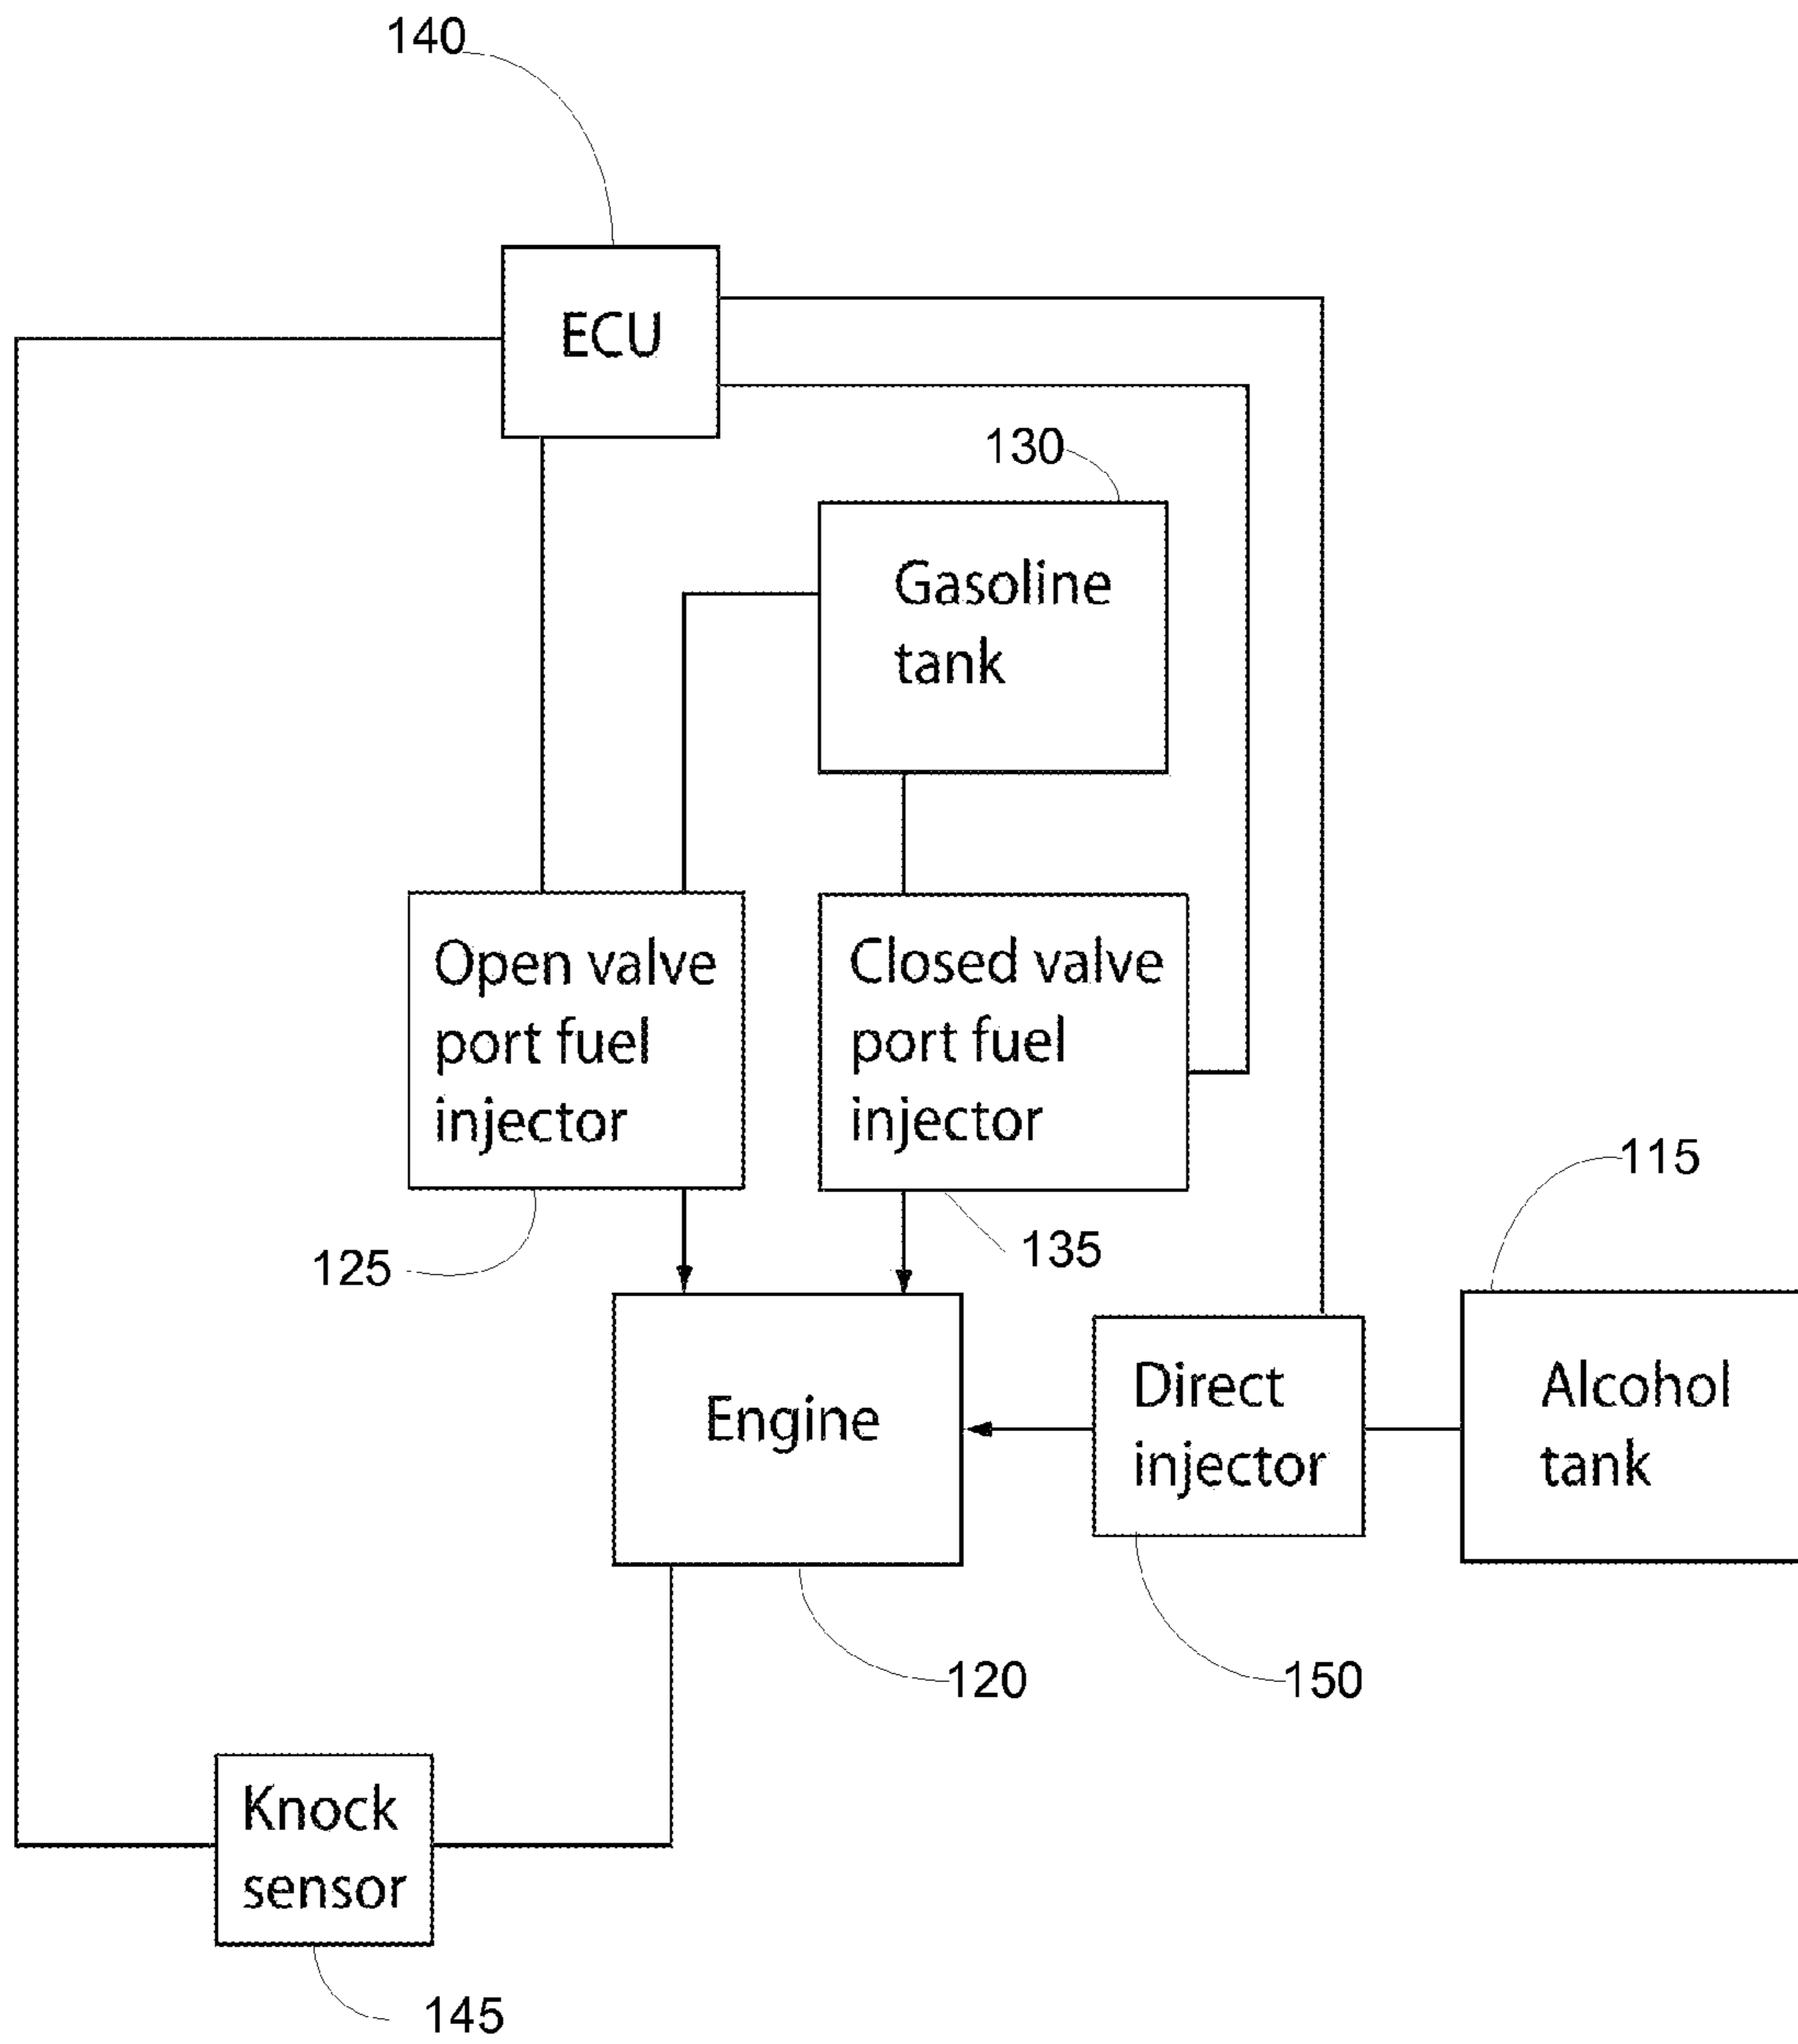 140
ECU
130
Gasoline
tank
Open valve
port fuel
injector
Closed valve
port fuel
injector
115
125
135
Engine
Direct
injector
Alcohol
tank
120
150
Knock
sensor
145